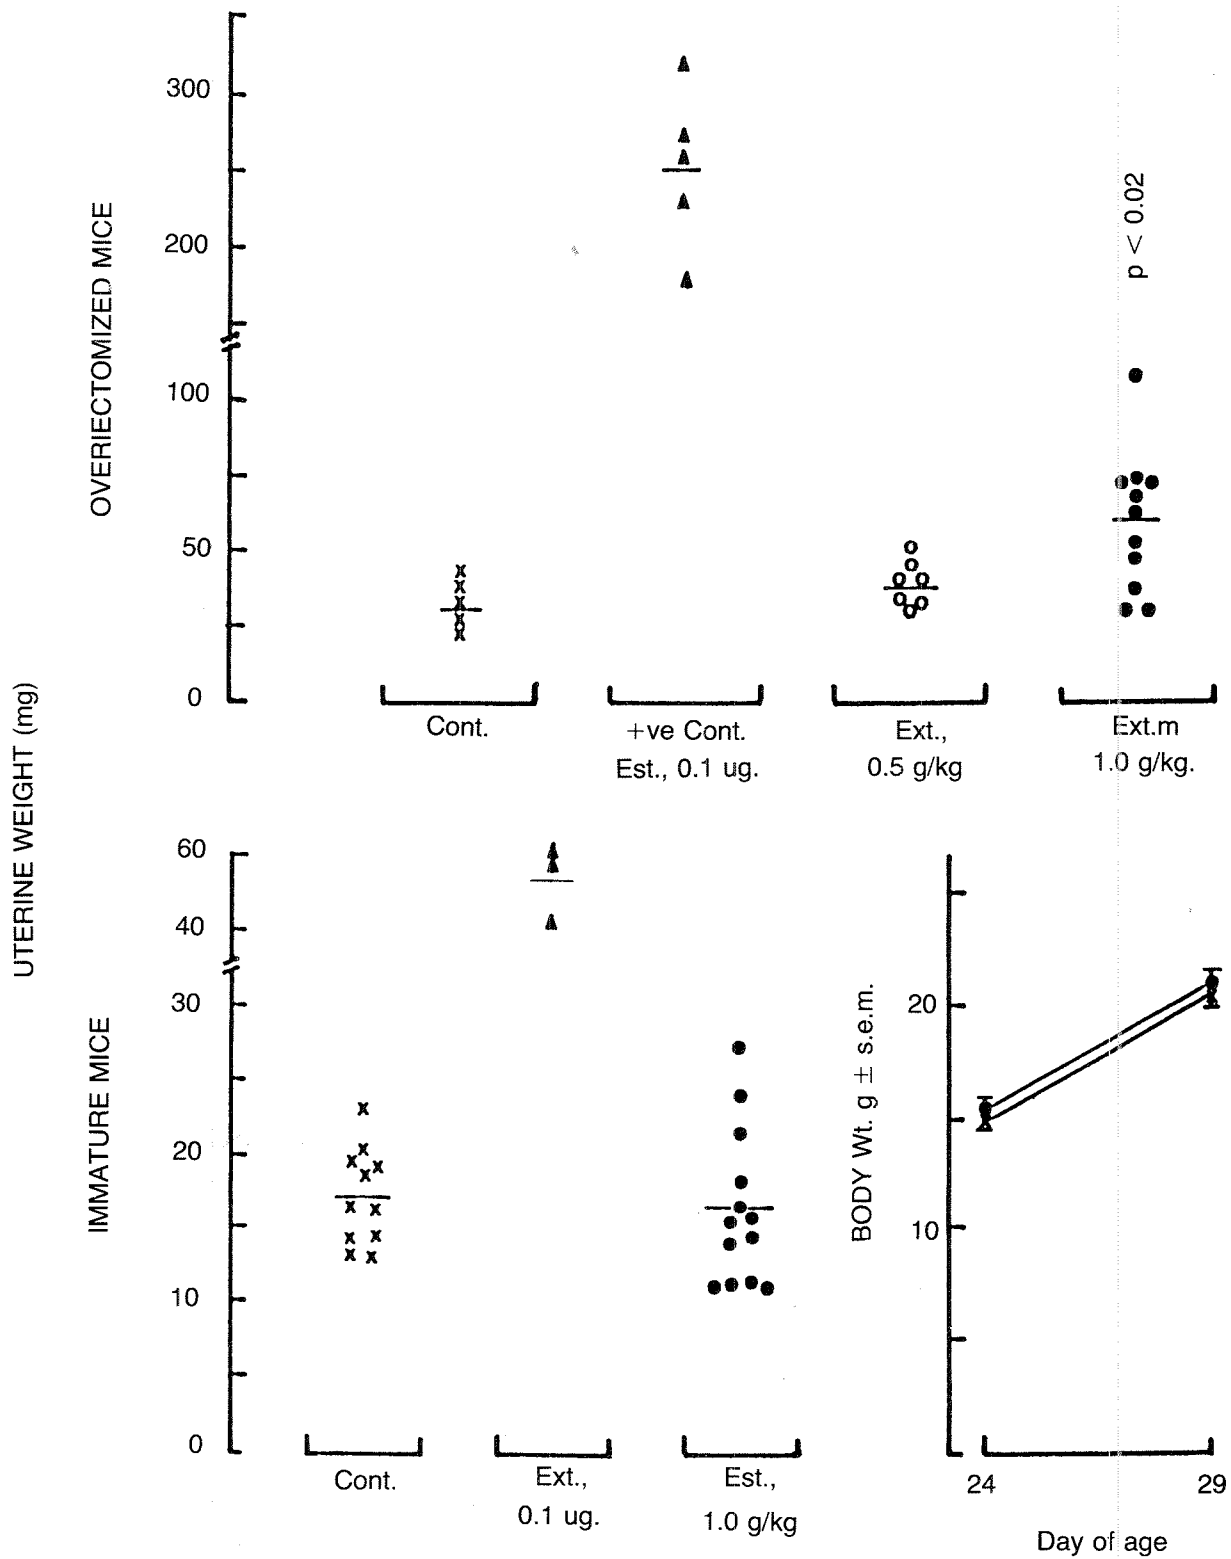 UTERINE WEIGHT (mg)
OVERIECTOMIZED MICE
300
200
100
50
0
p < 0.02
Cont.
+ve Cont.
Est., 0.1 ug.
Ext.,
0.5 g/kg
Ext.m
1.0 g/kg.
IMMATURE MICE
60
40
30
20
10
0
Cont.
Ext.,
0.1 ug.
Est.,
1.0 g/kg
BODY Wt. g ± s.e.m.
20
10
24
29
Day of age